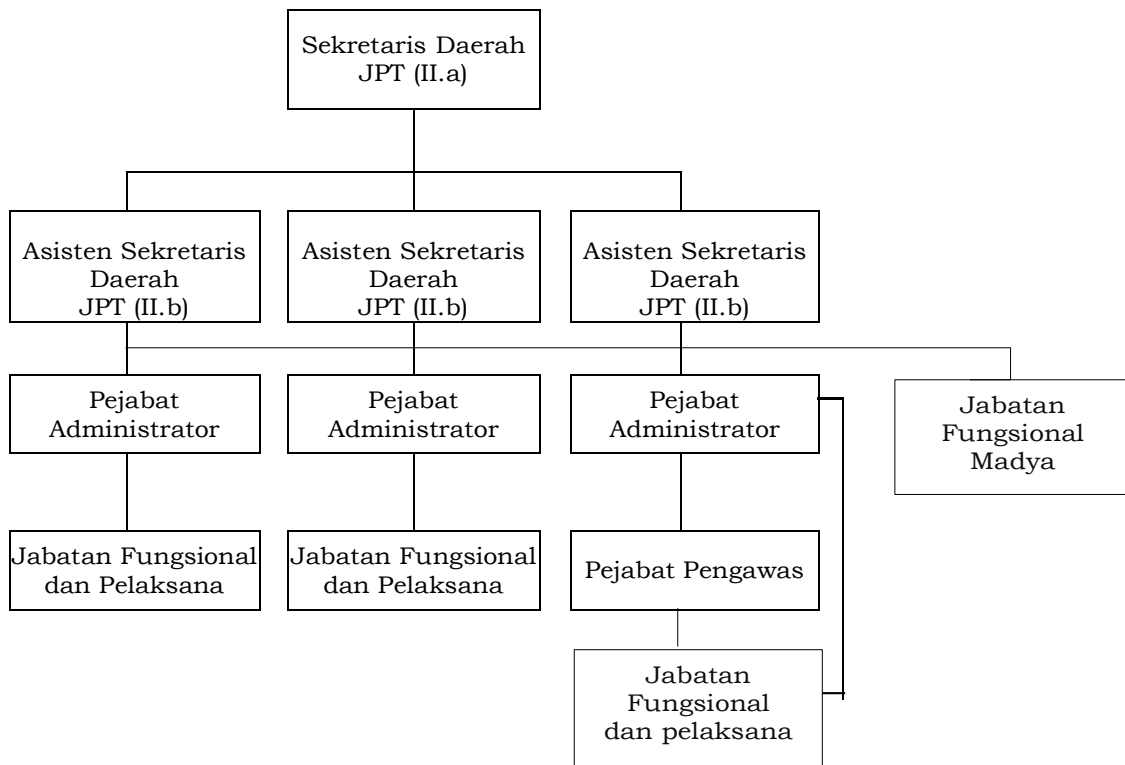 Sekretaris Daerah
JPT (II.a)
Asisten Sekretaris
Daerah
JPT (II.b)
Asisten Sekretaris
Daerah
JPT (II.b)
Asisten Sekretaris
Daerah
JPT (II.b)
Pejabat
Administrator
Pejabat
Administrator
Pejabat
Administrator
Jabatan
Fungsional
Madya
Jabatan Fungsional
dan Pelaksana
Jabatan Fungsional
dan Pelaksana
Pejabat Pengawas
Jabatan
Fungsional
dan pelaksana